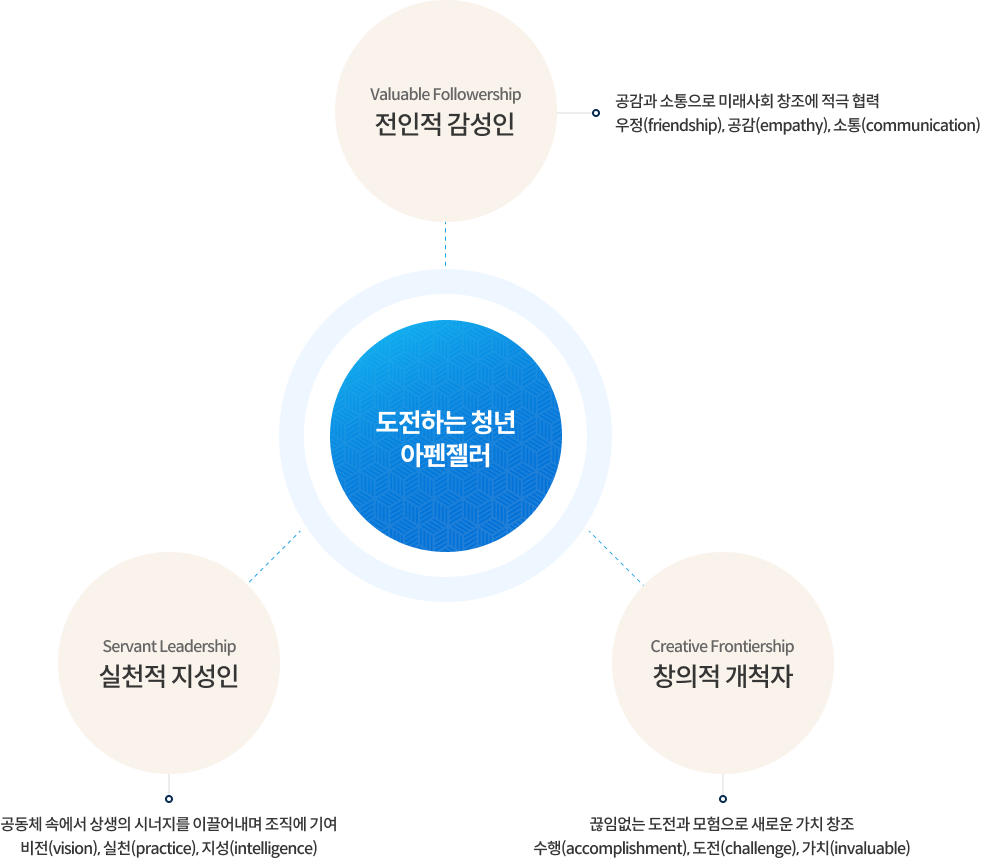 Valuable Followership
전인적 감성인
공감과 소통으로 미래사회 창조에 적극 협력
우정(friendship), 공감(empathy), 소통(communication)
도전하는 청년
아펜젤러
Servant Leadership
실천적 지성인
공동체 속에서 상생의 시너지를 이끌어내며 조직에 기여
비전(vision), 실천(practice), 지성(intelligence)
Creative Frontiership
창의적 개척자
끊임없는 도전과 모험으로 새로운 가치 창조
수행(accomplishment), 도전(challenge), 가치(invaluable)